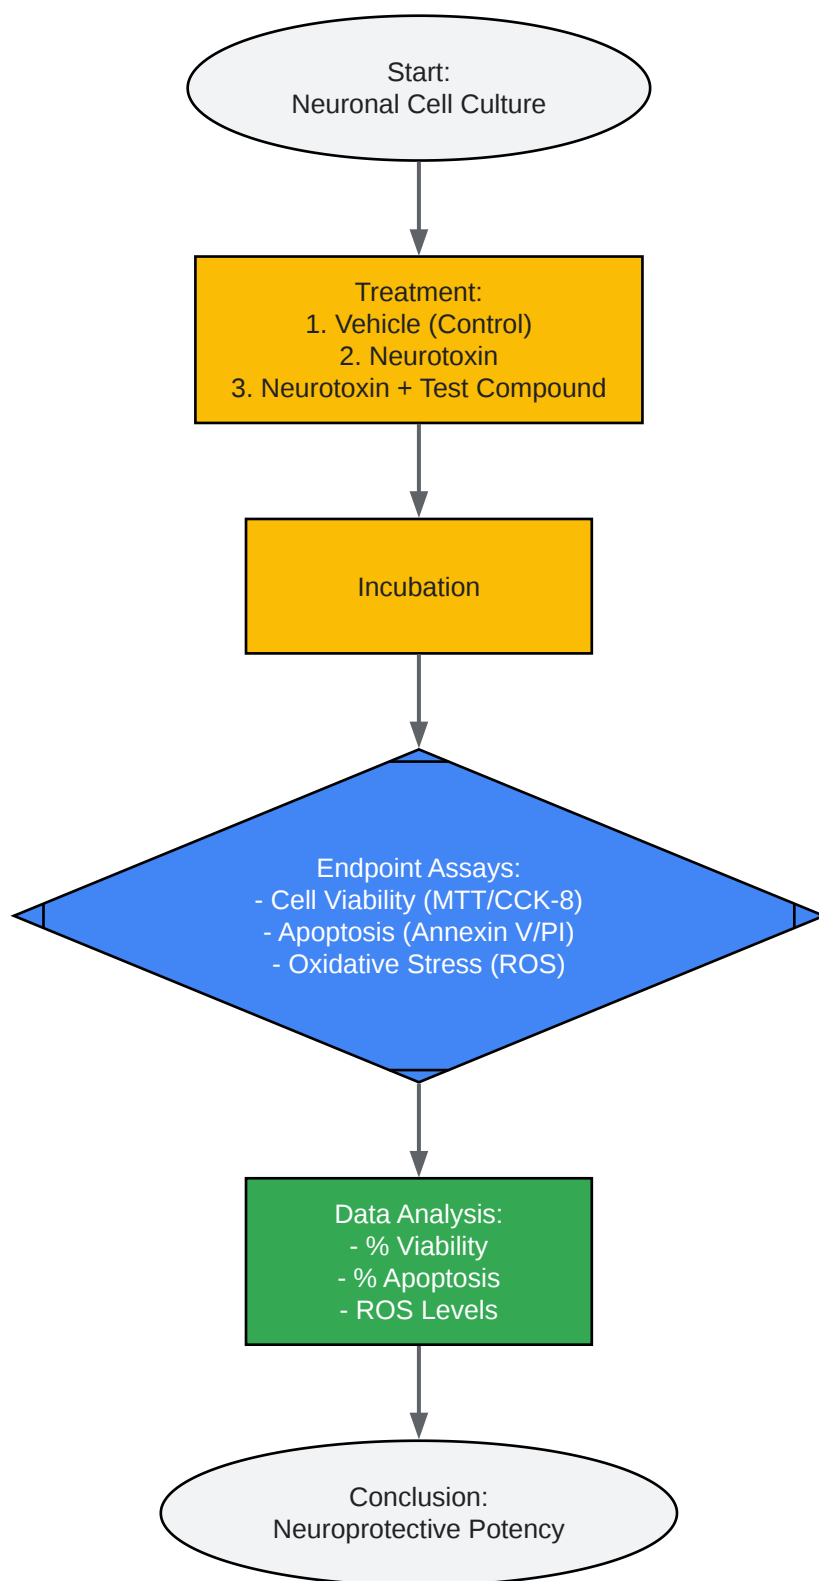 Start:
Neuronal Cell Culture
Treatment:
1. Vehicle (Control)
2. Neurotoxin
3. Neurotoxin + Test Compound
Incubation
Endpoint Assays:
- Cell Viability (MTT/CCK-8)
- Apoptosis (Annexin V/PI)
- Oxidative Stress (ROS)
Data Analysis:
- % Viability
- % Apoptosis
- ROS Levels
Conclusion:
Neuroprotective Potency